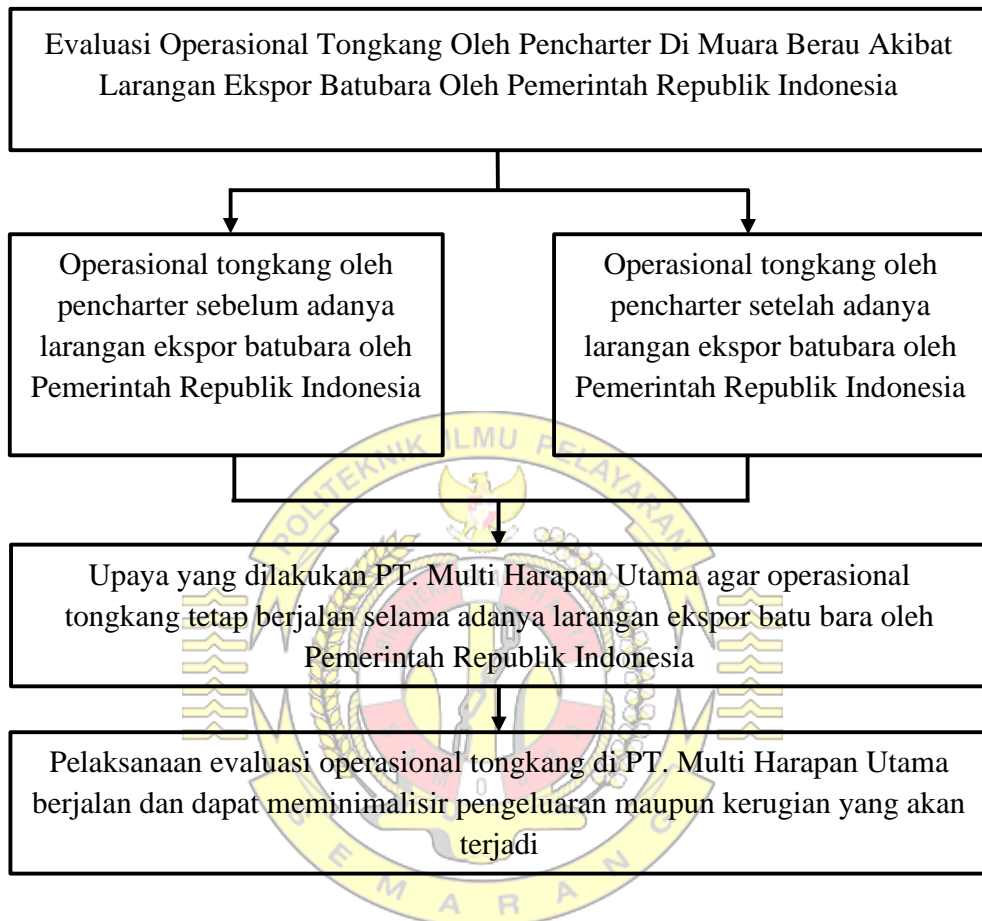 Evaluasi Operasional Tongkang Oleh Pencharter Di Muara Berau Akibat
Larangan Ekspor Batubara Oleh Pemerintah Republik Indonesia
Operasional tongkang oleh
pencharter sebelum adanya
larangan ekspor batubara oleh
Pemerintah Republik Indonesia
Operasional tongkang oleh
pencharter setelah adanya
larangan ekspor batubara oleh
Pemerintah Republik Indonesia
POLITEKNIK ILMU PELAYARAN
Upaya yang dilakukan PT. Multi Harapan Utama agar operasional
tongkang tetap berjalan selama adanya larangan ekspor batu bara oleh
Pemerintah Republik Indonesia
Pelaksanaan evaluasi operasional tongkang di PT. Multi Harapan Utama
berjalan dan dapat meminimalisir pengeluaran maupun kerugian yang akan
terjadi
SEMARANG